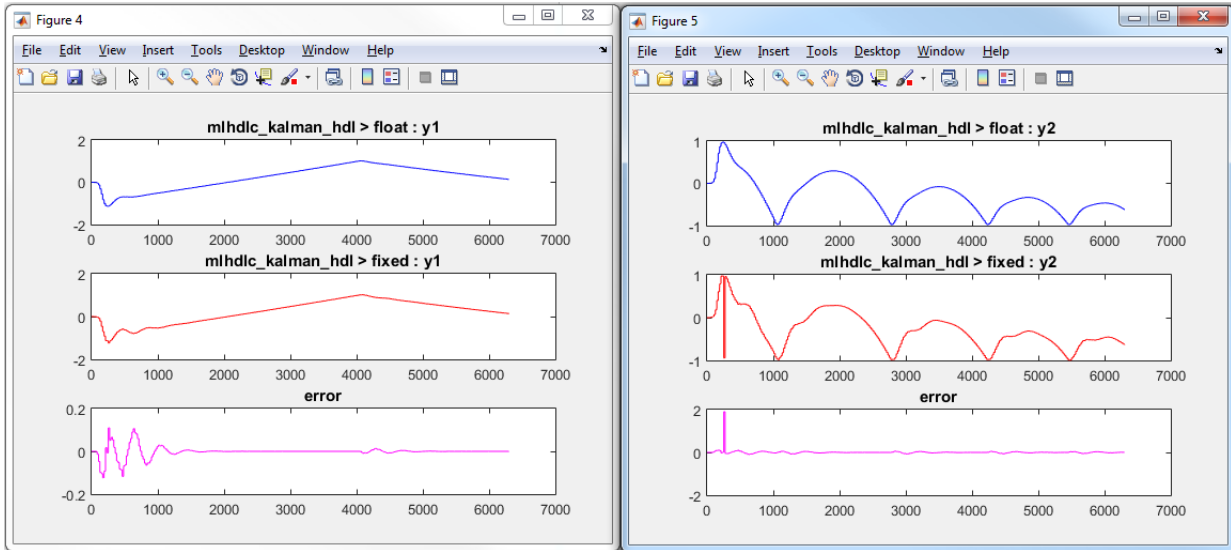 Figure 4
File Edit View Insert Tools Desktop Window Help
mlhdlc_kalman_hdl > float : y1
2
0
-2
0 1000 2000 3000 4000 5000 6000 7000
mlhdlc_kalman_hdl > fixed : y1
2
0
-2
0 1000 2000 3000 4000 5000 6000 7000
error
0.2
0
-0.2
0 1000 2000 3000 4000 5000 6000 7000
Figure 5
File Edit View Insert Tools Desktop Window Help
mlhdlc_kalman_hdl > float : y2
1
0
-1
0 1000 2000 3000 4000 5000 6000 7000
mlhdlc_kalman_hdl > fixed : y2
1
0
-1
0 1000 2000 3000 4000 5000 6000 7000
error
2
0
-2
0 1000 2000 3000 4000 5000 6000 7000